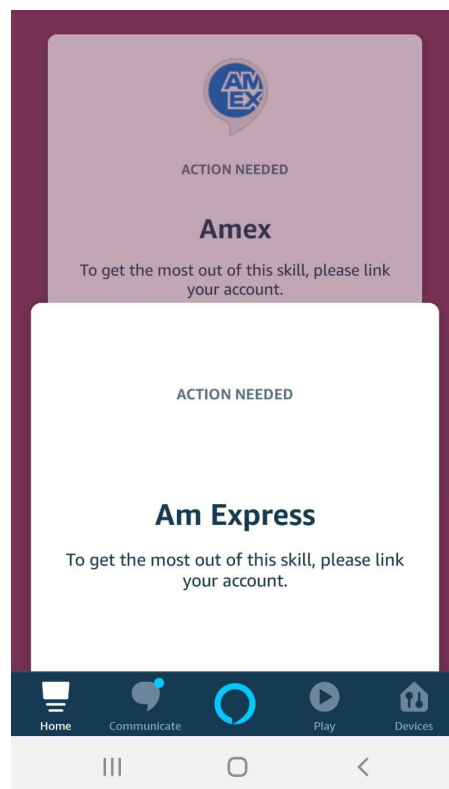 AM
EX
ACTION NEEDED
Amex
To get the most out of this skill, please link
your account.
ACTION NEEDED
Am Express
To get the most out of this skill, please link
your account.
Home Communicate Play Devices